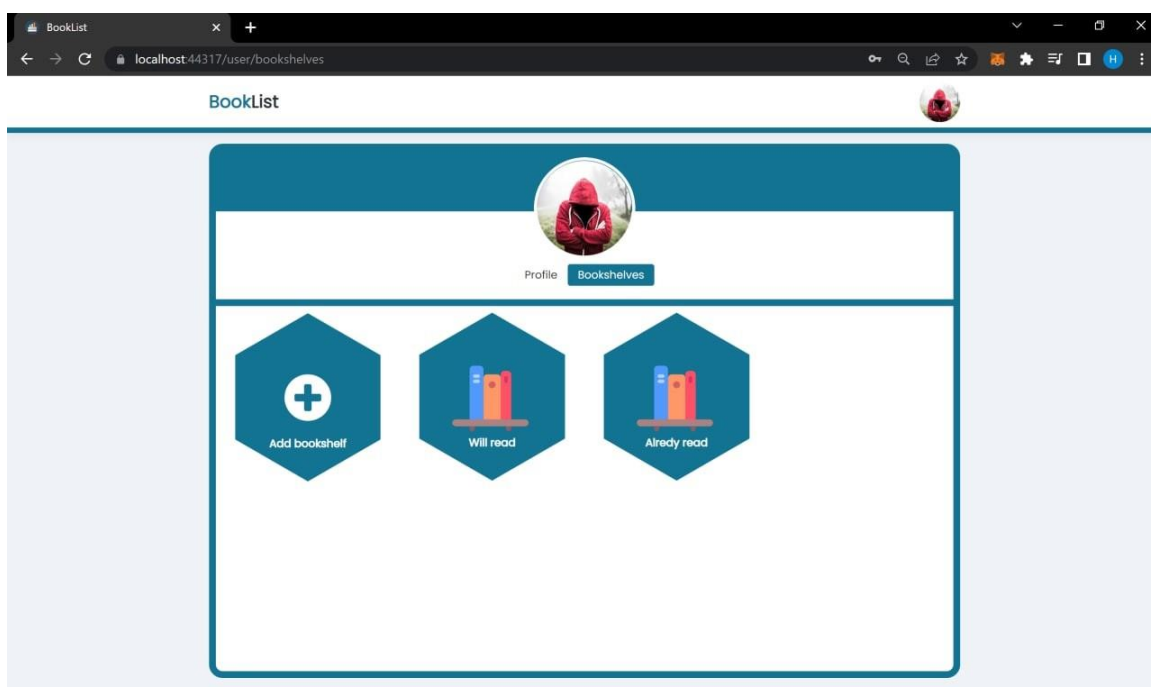 BookList
localhost:44317/user/bookshelves
H
BookList
Profile Bookshelves
Add bookshelf Will read Alredy read